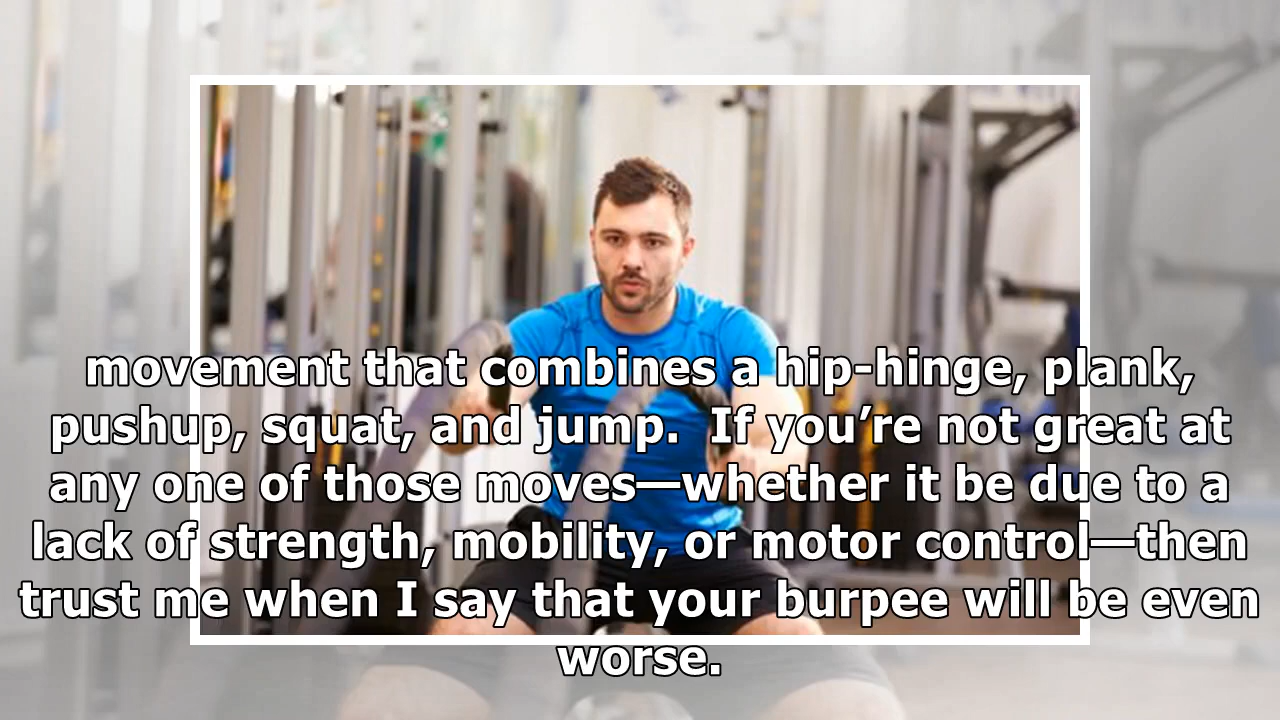 movement that combines a hip-hinge, plank,
pushup, squat, and jump.  If you’re not great at
any one of those moves—whether it be due to a
lack of strength, mobility, or motor control—then
trust me when I say that your burpee will be even
worse.